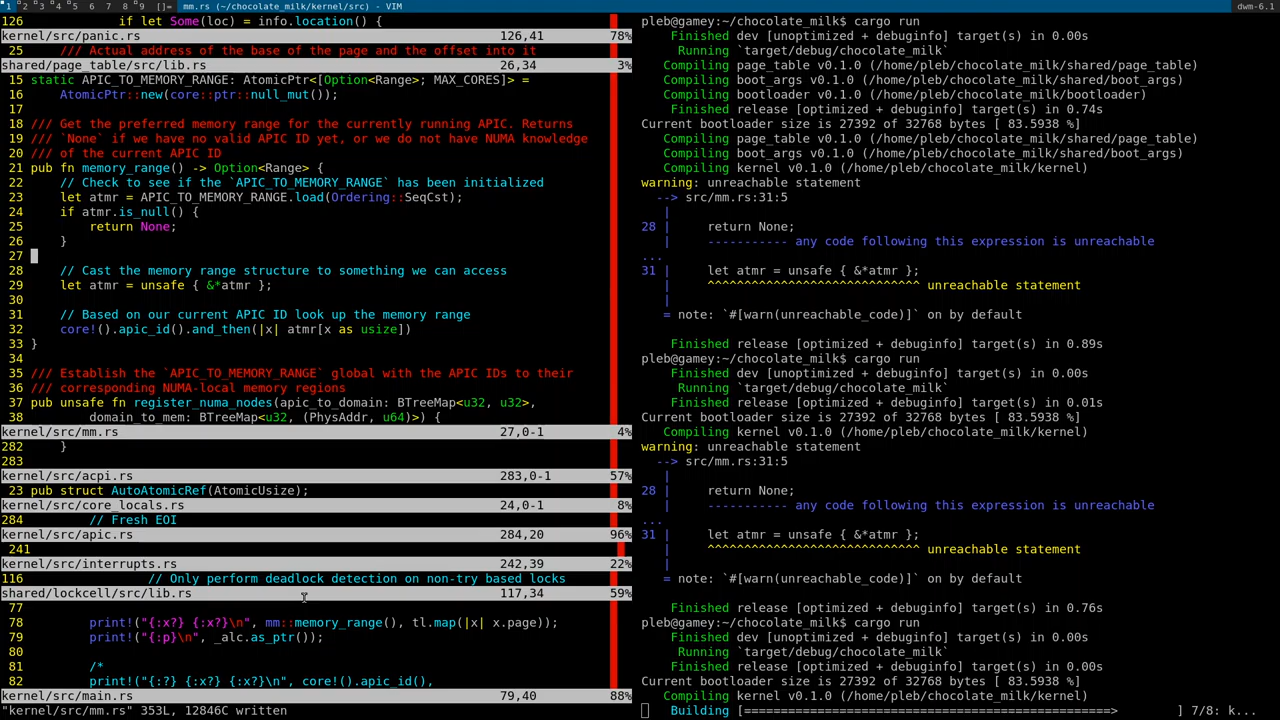 1 2 3 4 5 6 7 8 9 []= mm.rs (~/chocolate_milk/kernel/src) - VIM dwm-6.1
126             if let Some(loc) = info.location() {
kernel/src/panic.rs 126,41 78%
25     /// Actual address of the base of the page and the offset into it
shared/page_table/src/lib.rs 26,34 3%
15 static APIC_TO_MEMORY_RANGE: AtomicPtr<[Option<Range>; MAX_CORES]> =
16     AtomicPtr::new(core::ptr::null_mut());
17
18 /// Get the preferred memory range for the currently running APIC. Returns
19 /// `None` if we have no valid APIC ID yet, or we do not have NUMA knowledge
20 /// of the current APIC ID
21 pub fn memory_range() -> Option<Range> {
22     // Check to see if the `APIC_TO_MEMORY_RANGE` has been initialized
23     let atmr = APIC_TO_MEMORY_RANGE.load(Ordering::SeqCst);
24     if atmr.is_null() {
25         return None;
26     }
27
28     // Cast the memory range structure to something we can access
29     let atmr = unsafe { &*atmr };
30
31     // Based on our current APIC ID look up the memory range
32     core!().apic_id().and_then(|x| atmr[x as usize])
33 }
34
35 /// Establish the `APIC_TO_MEMORY_RANGE` global with the APIC IDs to their
36 /// corresponding NUMA-local memory regions
37 pub unsafe fn register_numa_nodes(apic_to_domain: BTreeMap<u32, u32>,
38         domain_to_mem: BTreeMap<u32, (PhysAddr, u64)>) {
kernel/src/mm.rs 27,0-1 4%
282     }
283
kernel/src/acpi.rs 283,0-1 57%
23 pub struct AutoAtomicRef(AtomicUsize);
kernel/src/core_locals.rs 24,0-1 8%
284         // Fresh EOI
kernel/src/apic.rs 284,20 96%
241
kernel/src/interrupts.rs 242,39 22%
116                 // Only perform deadlock detection on non-try based locks
shared/lockcell/src/lib.rs 117,34 59%
77
78         print!("{:x?} {:x?}\n", mm::memory_range(), tl.map(|x| x.page));
79         print!("{:p}\n", _alc.as_ptr());
80
81         /*
82         print!("{:?} {:x?} {:x?}\n", core!().apic_id(),
kernel/src/main.rs 79,40 88%
"kernel/src/mm.rs" 353L, 12846C written
pleb@gamey:~/chocolate_milk$ cargo run
    Finished dev [unoptimized + debuginfo] target(s) in 0.00s
     Running `target/debug/chocolate_milk`
   Compiling page_table v0.1.0 (/home/pleb/chocolate_milk/shared/page_table)
   Compiling boot_args v0.1.0 (/home/pleb/chocolate_milk/shared/boot_args)
   Compiling bootloader v0.1.0 (/home/pleb/chocolate_milk/bootloader)
    Finished release [optimized + debuginfo] target(s) in 0.74s
Current bootloader size is 27392 of 32768 bytes [ 83.5938 %]
   Compiling page_table v0.1.0 (/home/pleb/chocolate_milk/shared/page_table)
   Compiling boot_args v0.1.0 (/home/pleb/chocolate_milk/shared/boot_args)
   Compiling kernel v0.1.0 (/home/pleb/chocolate_milk/kernel)
warning: unreachable statement
  --> src/mm.rs:31:5
   |
28 |     return None;
   |     ----------- any code following this expression is unreachable
...
31 |     let atmr = unsafe { &*atmr };
   |     ^^^^^^^^^^^^^^^^^^^^^^^^^^^^^ unreachable statement
   |
   = note: `#[warn(unreachable_code)]` on by default
    Finished release [optimized + debuginfo] target(s) in 0.89s
pleb@gamey:~/chocolate_milk$ cargo run
    Finished dev [unoptimized + debuginfo] target(s) in 0.00s
     Running `target/debug/chocolate_milk`
    Finished release [optimized + debuginfo] target(s) in 0.01s
Current bootloader size is 27392 of 32768 bytes [ 83.5938 %]
   Compiling kernel v0.1.0 (/home/pleb/chocolate_milk/kernel)
warning: unreachable statement
  --> src/mm.rs:31:5
   |
28 |     return None;
   |     ----------- any code following this expression is unreachable
...
31 |     let atmr = unsafe { &*atmr };
   |     ^^^^^^^^^^^^^^^^^^^^^^^^^^^^^ unreachable statement
   |
   = note: `#[warn(unreachable_code)]` on by default
    Finished release [optimized + debuginfo] target(s) in 0.76s
pleb@gamey:~/chocolate_milk$ cargo run
    Finished dev [unoptimized + debuginfo] target(s) in 0.00s
     Running `target/debug/chocolate_milk`
    Finished release [optimized + debuginfo] target(s) in 0.00s
Current bootloader size is 27392 of 32768 bytes [ 83.5938 %]
   Compiling kernel v0.1.0 (/home/pleb/chocolate_milk/kernel)
    Building [===================================================>        ] 7/8: k...